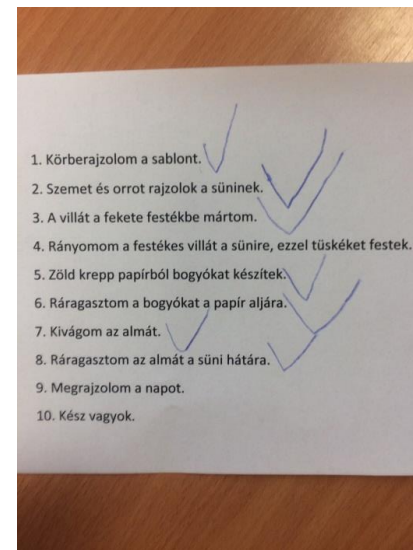 1. Körberajzolom a sablont.
2. Szemet és orrot rajzolok a süninek.
3. A villát a fekete festékbe mártom.
4. Rányomom a festékes villát a sünire, ezzel tüskéket festek.
5. Zöld krepp papírból bogyókat készítek.
6. Ráragasztom a bogyókat a papír aljára.
7. Kivágom az almát.
8. Ráragasztom az almát a süni hátára.
9. Megrajzolom a napot.
10. Kész vagyok.